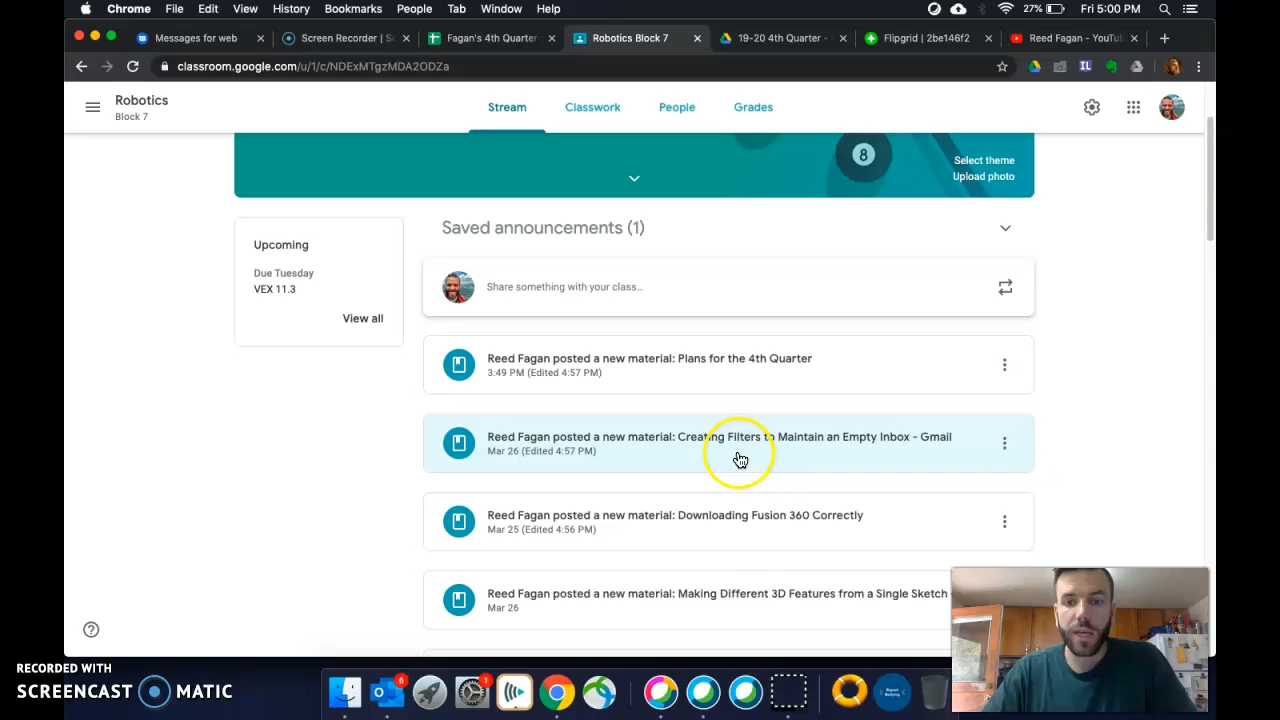 Chrome File Edit View History Bookmarks People Tab Window Help 27% Fri 5:00 PM
Messages for web Screen Recorder | Sc Fagan's 4th Quarter Robotics Block 7 19-20 4th Quarter - Flipgrid | 2be146f2 Reed Fagan - YouTu
classroom.google.com/u/1/c/NDExMTgzMDA2ODZa
Robotics
Block 7
Stream Classwork People Grades
8
Select theme
Upload photo
Saved announcements (1)
Upcoming
Due Tuesday
VEX 11.3
View all
Share something with your class...
Reed Fagan posted a new material: Plans for the 4th Quarter
3:49 PM (Edited 4:57 PM)
Reed Fagan posted a new material: Creating Filters to Maintain an Empty Inbox - Gmail
Mar 26 (Edited 4:57 PM)
Reed Fagan posted a new material: Downloading Fusion 360 Correctly
Mar 25 (Edited 4:56 PM)
Reed Fagan posted a new material: Making Different 3D Features from a Single Sketch
Mar 26
RECORDED WITH
SCREENCAST MATIC
6
1
Report
Bullying